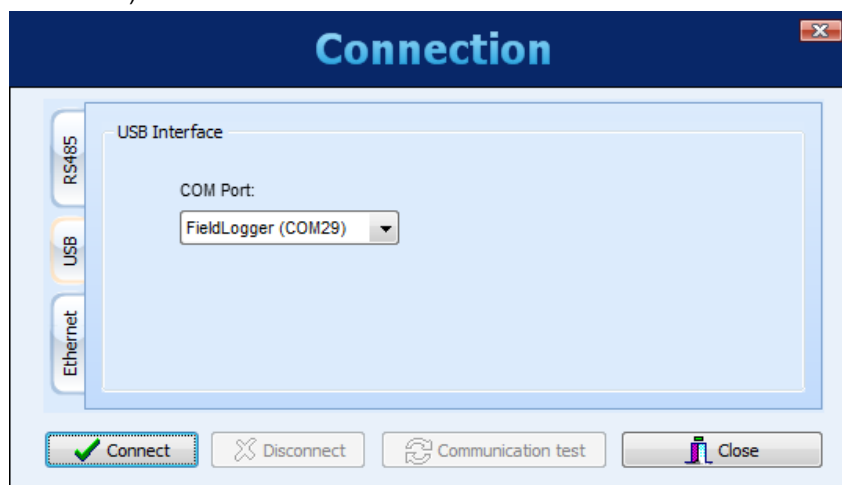 Connection
RS485
USB
Ethernet
USB Interface
COM Port:
FieldLogger (COM29)
Connect
Disconnect
Communication test
Close